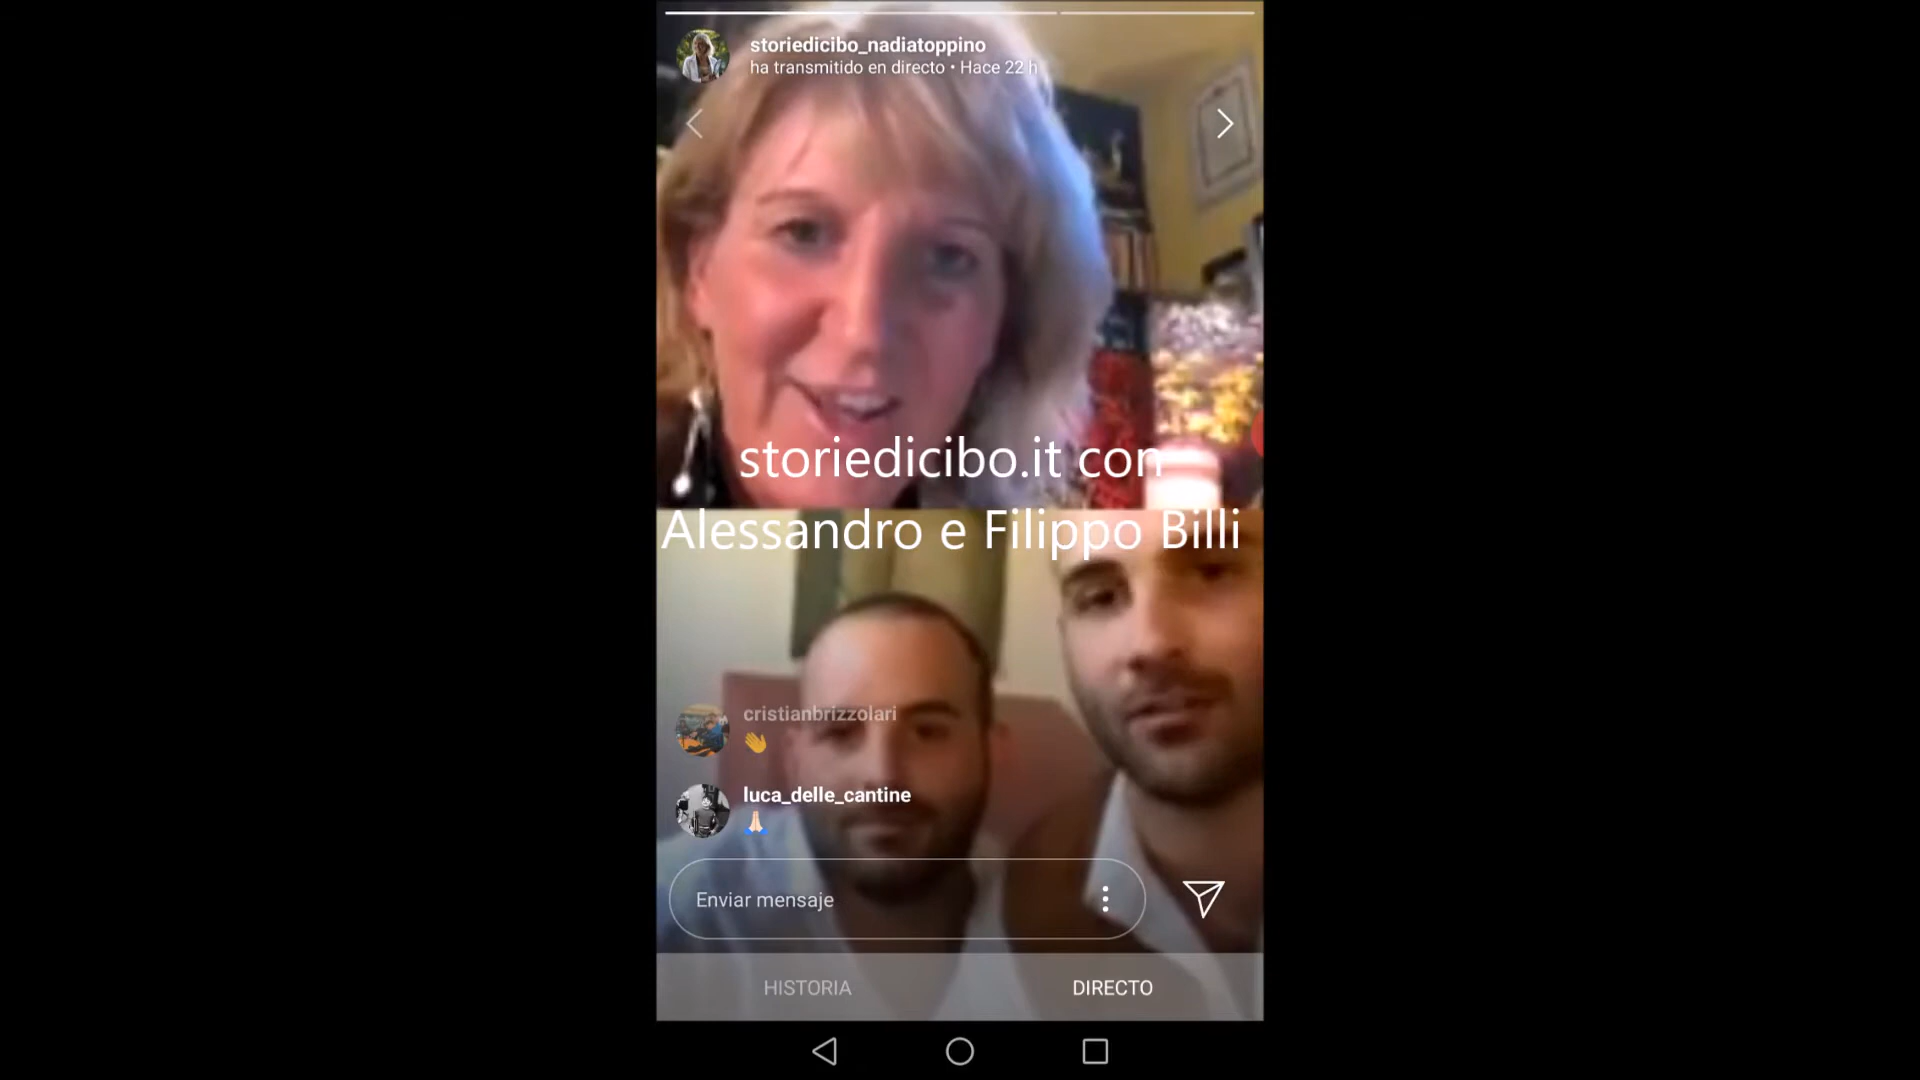 storiedicibo_nadiatoppino
ha transmitido en directo • Hace 22 h
storiedicibo.it con
Alessandro e Filippo Billi
cristianbrizzolari
👋
luca_delle_cantine
🙏🏻
Enviar mensaje
HISTORIA
DIRECTO